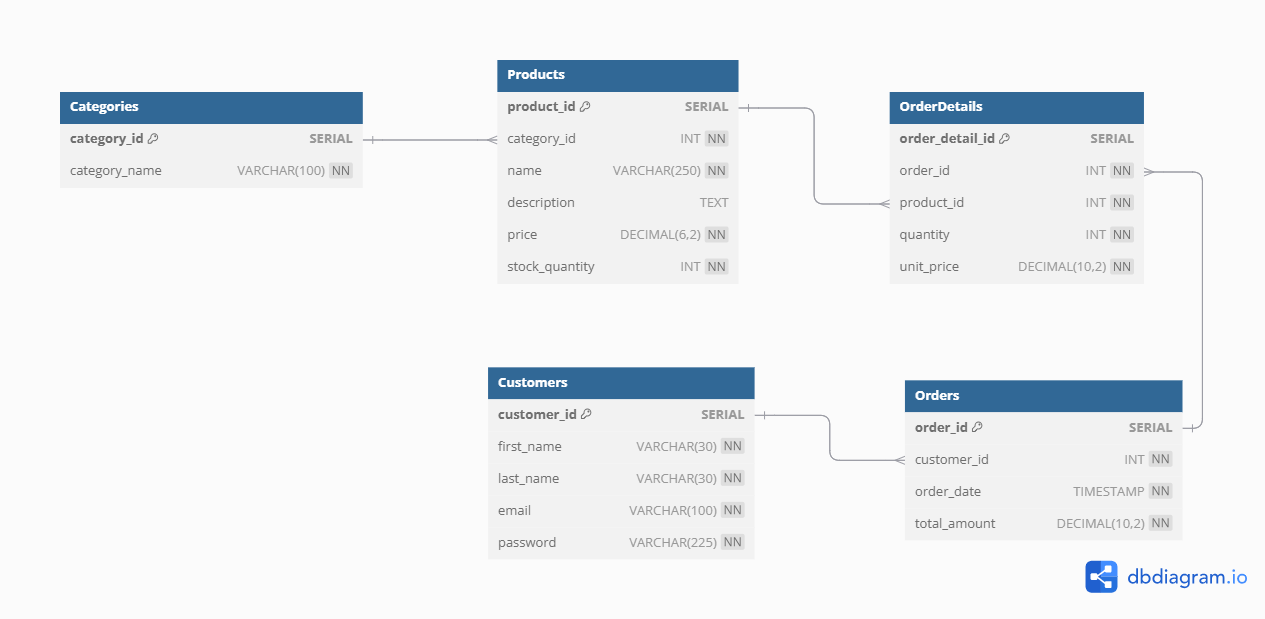 Categories
category_id SERIAL
category_name VARCHAR(100) NN
Products
product_id SERIAL
category_id INT NN
name VARCHAR(250) NN
description TEXT
price DECIMAL(6,2) NN
stock_quantity INT NN
OrderDetails
order_detail_id SERIAL
order_id INT NN
product_id INT NN
quantity INT NN
unit_price DECIMAL(10,2) NN
Customers
customer_id SERIAL
first_name VARCHAR(30) NN
last_name VARCHAR(30) NN
email VARCHAR(100) NN
password VARCHAR(225) NN
Orders
order_id SERIAL
customer_id INT NN
order_date TIMESTAMP NN
total_amount DECIMAL(10,2) NN
dbdiagram.io